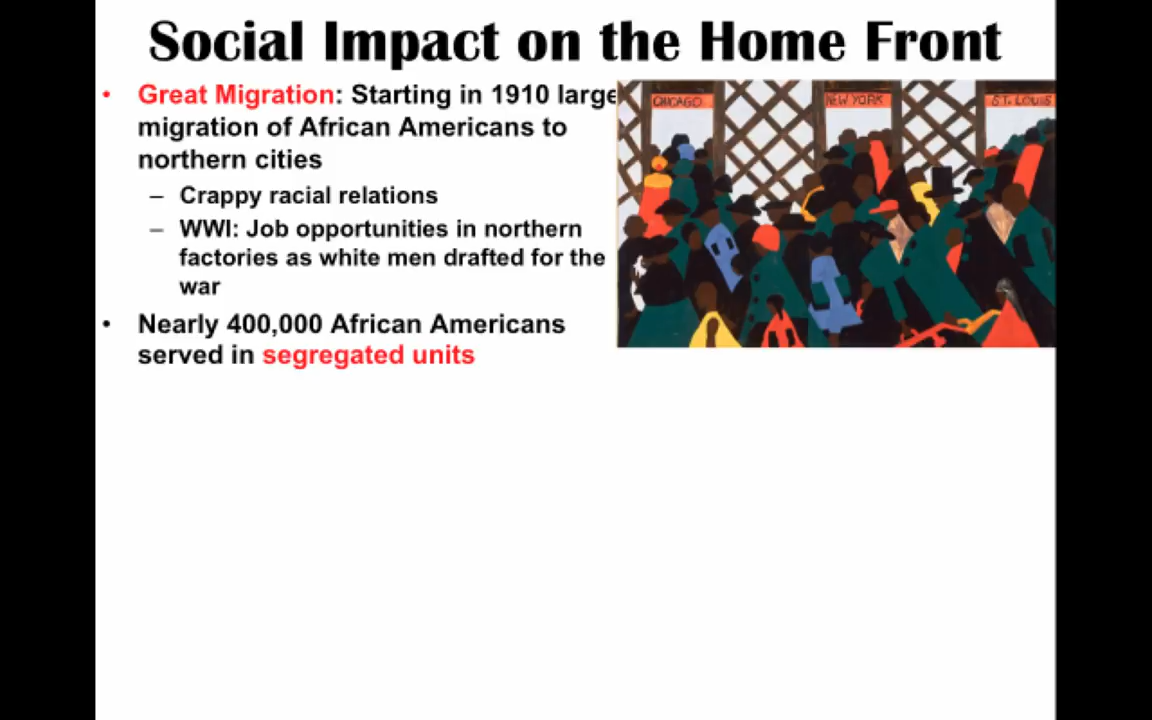 Social Impact on the Home Front
• Great Migration: Starting in 1910 large
migration of African Americans to
northern cities
– Crappy racial relations
– WWI: Job opportunities in northern
factories as white men drafted for the
war
• Nearly 400,000 African Americans
served in segregated units
CHICAGO
NEW YORK
ST. LOUIS